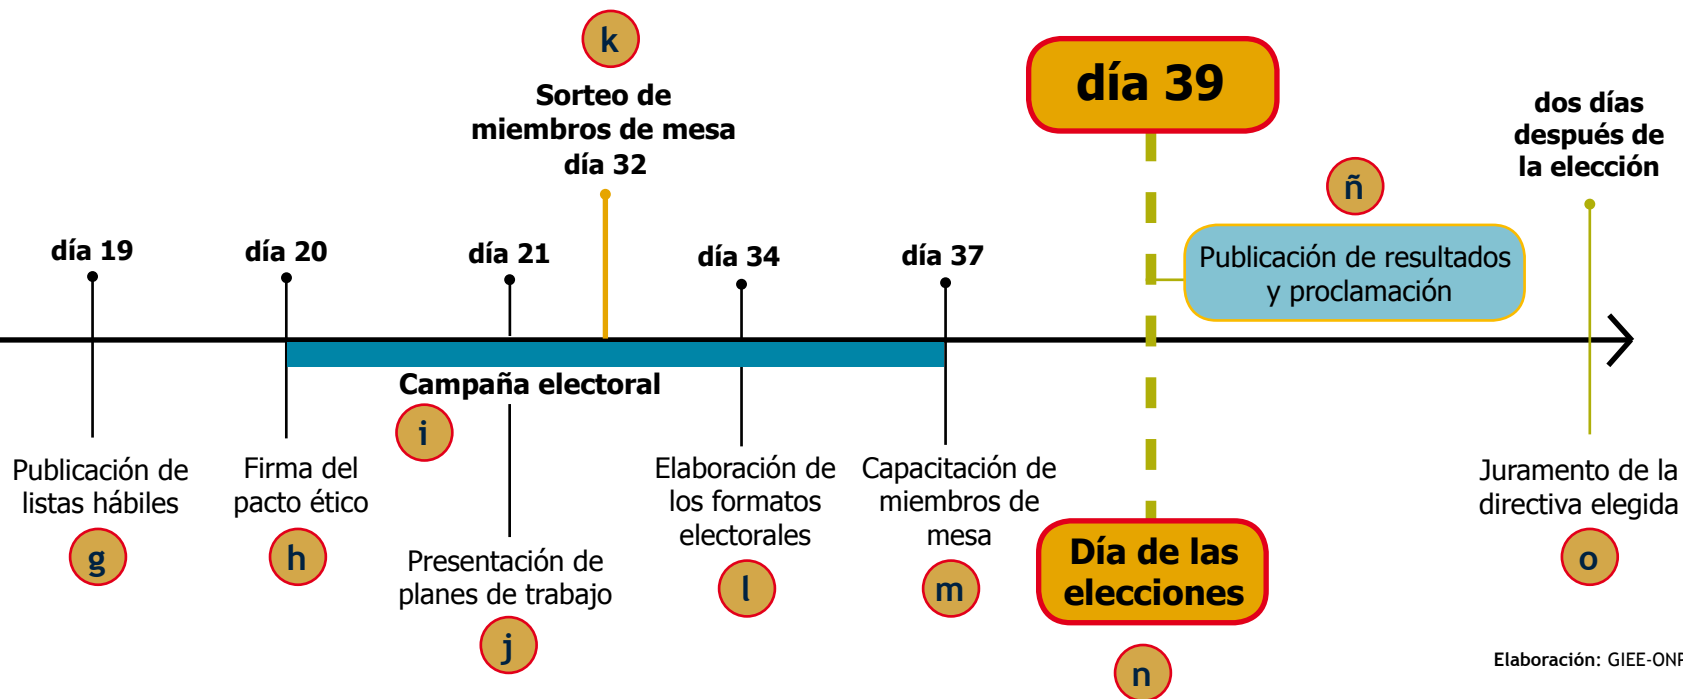 k
Sorteo de
miembros de mesa
día 32
día 39
dos días
después de
la elección
ñ
Publicación de resultados
y proclamación
día 19
día 20
día 21
día 34
día 37
Campaña electoral
i
Publicación de
listas hábiles
g
Firma del
pacto ético
h
Presentación de
planes de trabajo
j
Elaboración de
los formatos
electorales
l
Capacitación de
miembros de
mesa
m
Día de las
elecciones
n
Juramento de la
directiva elegida
o
Elaboración: GIEE-ONP